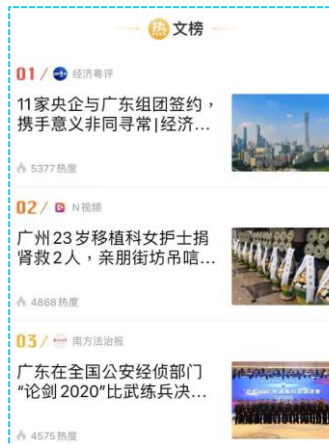 热 文榜
01/ 经济粤评
11家央企与广东组团签约，
携手意义非同寻常|经济...
5377热度
02/ N视频
广州23岁移植科女护士捐
肾救2人，亲朋街坊吊唁...
4868热度
03/ 南方法治报
广东在全国公安经侦部门
“论剑2020”比武练兵决...
4575热度